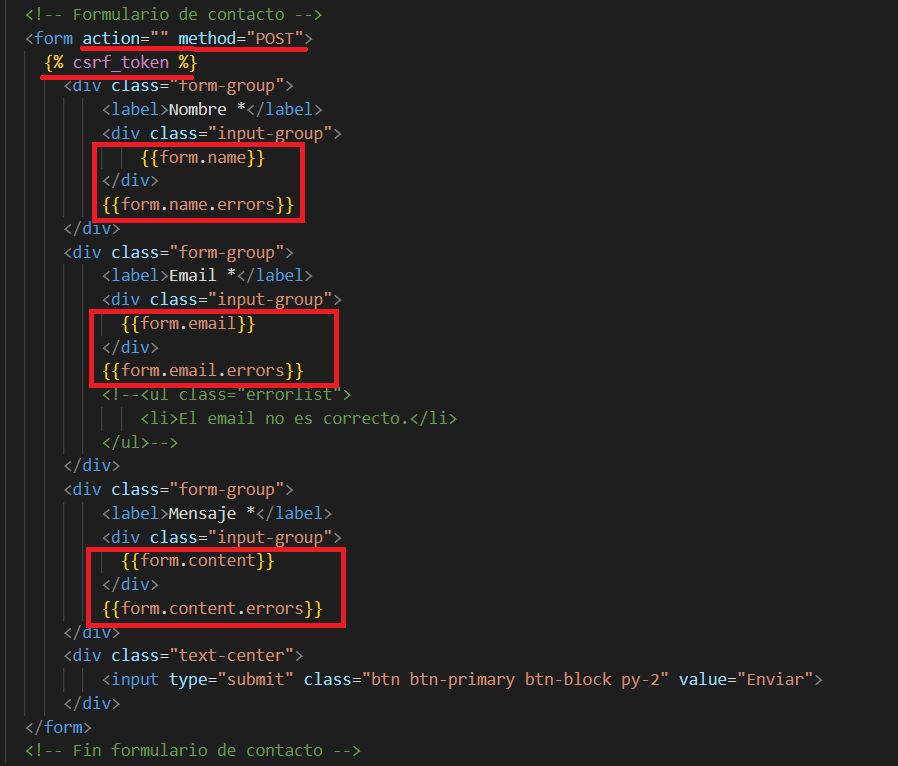 <!-- Formulario de contacto -->
<form action="" method="POST">
{% csrf_token %}
<div class="form-group">
<label>Nombre *</label>
<div class="input-group">
{{form.name}}
</div>
{{form.name.errors}}
</div>
<div class="form-group">
<label>Email *</label>
<div class="input-group">
{{form.email}}
</div>
{{form.email.errors}}
<!--<ul class="errorlist">
<li>El email no es correcto.</li>
</ul>-->
</div>
<div class="form-group">
<label>Mensaje *</label>
<div class="input-group">
{{form.content}}
</div>
{{form.content.errors}}
</div>
<div class="text-center">
<input type="submit" class="btn btn-primary btn-block py-2" value="Enviar">
</div>
</form>
<!-- Fin formulario de contacto -->